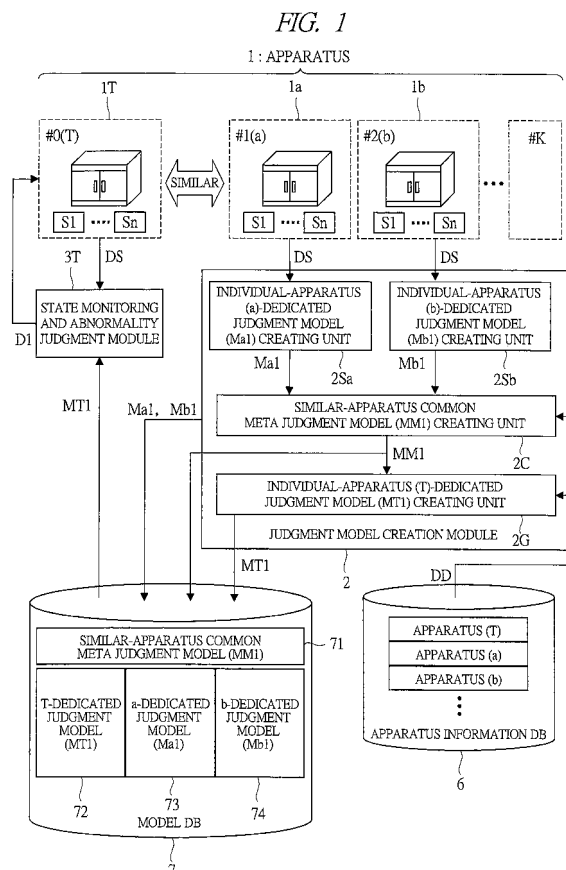 FIG. 1
1 : APPARATUS
1T
1a
1b
#0(T)
#1(a)
#2(b)
#K
SIMILAR
S1 ···· Sn
S1 ···· Sn
S1 ···· Sn
3T
DS
DS
DS
STATE MONITORING
AND ABNORMALITY
JUDGMENT MODULE
D1
INDIVIDUAL-APPARATUS
(a)-DEDICATED
JUDGMENT MODEL
(Ma1) CREATING UNIT
INDIVIDUAL-APPARATUS
(b)-DEDICATED
JUDGMENT MODEL
(Mb1) CREATING UNIT
Ma1
2Sa
Mb1
2Sb
MT1
Ma1, Mb1
SIMILAR-APPARATUS COMMON
META JUDGMENT MODEL (MM1) CREATING UNIT
2C
MM1
INDIVIDUAL-APPARATUS (T)-DEDICATED
JUDGMENT MODEL (MT1) CREATING UNIT
2G
JUDGMENT MODEL CREATION MODULE
MT1
2
DD
SIMILAR-APPARATUS COMMON
META JUDGMENT MODEL (MM1)
71
T-DEDICATED
JUDGMENT
MODEL
(MT1)
a-DEDICATED
JUDGMENT
MODEL
(Ma1)
b-DEDICATED
JUDGMENT
MODEL
(Mb1)
72
73
74
MODEL DB
7
APPARATUS (T)
APPARATUS (a)
APPARATUS (b)
APPARATUS INFORMATION DB
6